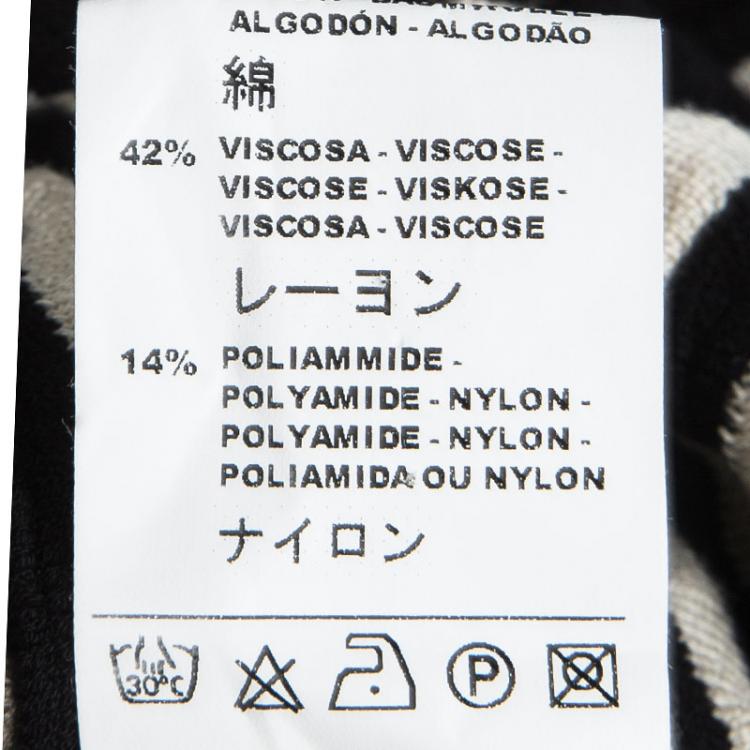 ALGODÓN - ALGODÃO
綿
42% VISCOSA - VISCOSE -
VISCOSE - VISKOSE -
VISCOSA - VISCOSE
レーヨン
14% POLIAMMIDE -
POLYAMIDE - NYLON -
POLYAMIDE - NYLON -
POLIAMIDA OU NYLON
ナイロン
30°C P